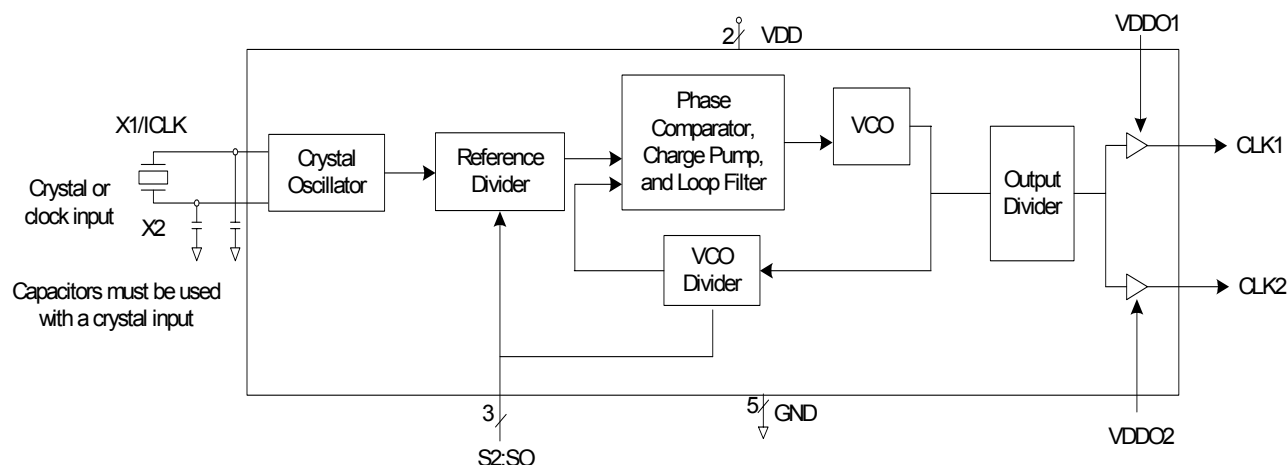 2 VDD
VDDO1
X1/ICLK
Crystal or
clock input
X2
Capacitors must be used
with a crystal input
Crystal
Oscillator
Reference
Divider
Phase
Comparator,
Charge Pump,
and Loop Filter
VCO
VCO
Divider
Output
Divider
CLK1
CLK2
3
S2:SO
5 GND
VDDO2